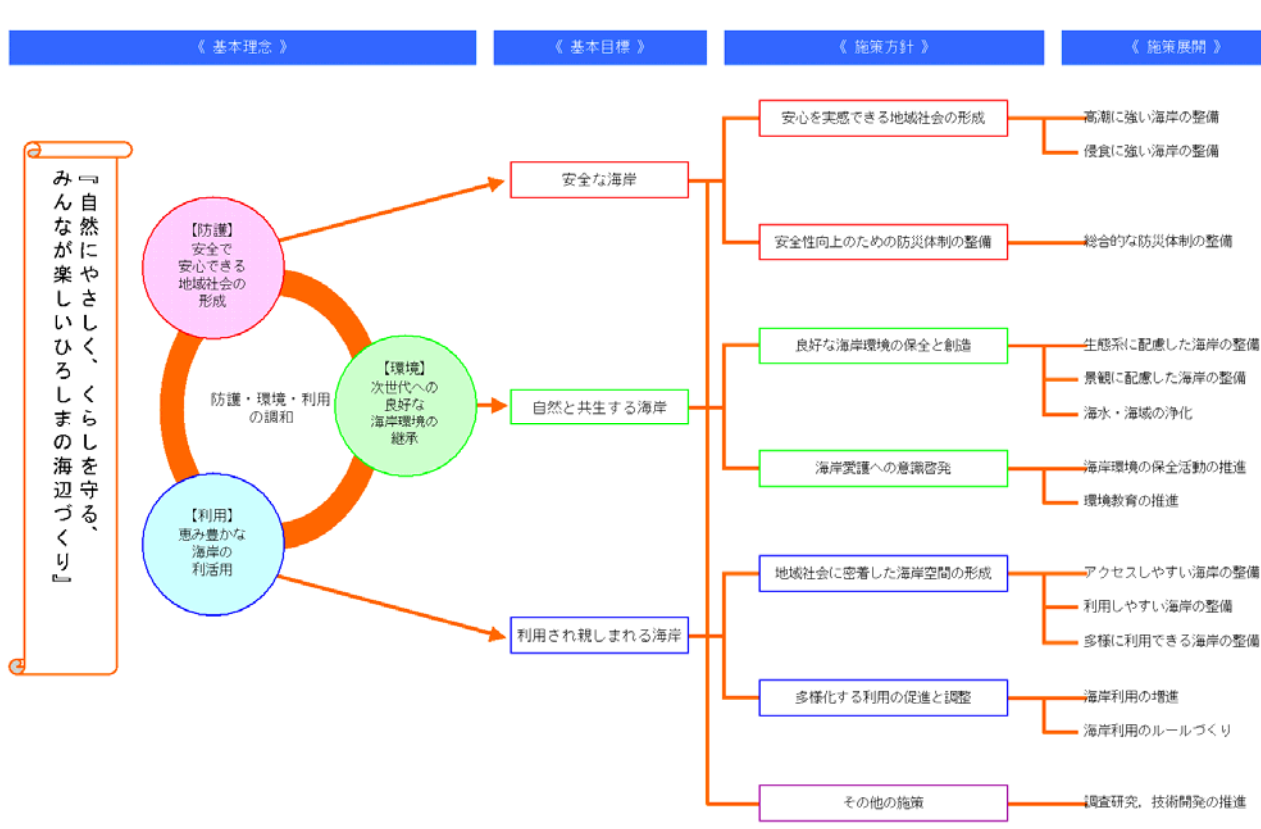 《 基本理念 》
《 基本目標 》
《 施策方針 》
《 施策展開 》
『自然にやさしく、くらしを守る、
みんなが楽しいひろしまの海辺づくり』
【防護】
安全で
安心できる
地域社会の
形成
防護・環境・利用
の調和
【環境】
次世代への
良好な
海岸環境の
継承
【利用】
恵み豊かな
海岸の
利活用
安全な海岸
自然と共生する海岸
利用され親しまれる海岸
安心を実感できる地域社会の形成
高潮に強い海岸の整備
侵食に強い海岸の整備
安全性向上のための防災体制の整備
総合的な防災体制の整備
良好な海岸環境の保全と創造
生態系に配慮した海岸の整備
景観に配慮した海岸の整備
海水・海域の浄化
海岸愛護への意識啓発
海岸環境の保全活動の推進
環境教育の推進
地域社会に密着した海岸空間の形成
アクセスしやすい海岸の整備
利用しやすい海岸の整備
多様に利用できる海岸の整備
多様化する利用の促進と調整
海岸利用の増進
海岸利用のルールづくり
その他の施策
調査研究，技術開発の推進